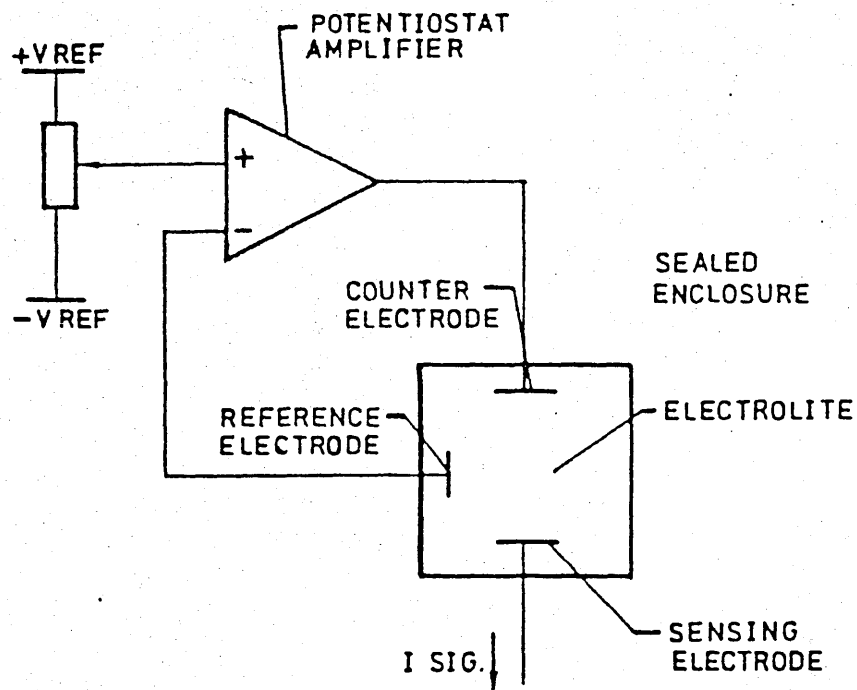 POTENTIOSTAT
AMPLIFIER
+VREF
+
-
-VREF
COUNTER
ELECTRODE
SEALED
ENCLOSURE
REFERENCE
ELECTRODE
ELECTROLITE
I SIG.
SENSING
ELECTRODE